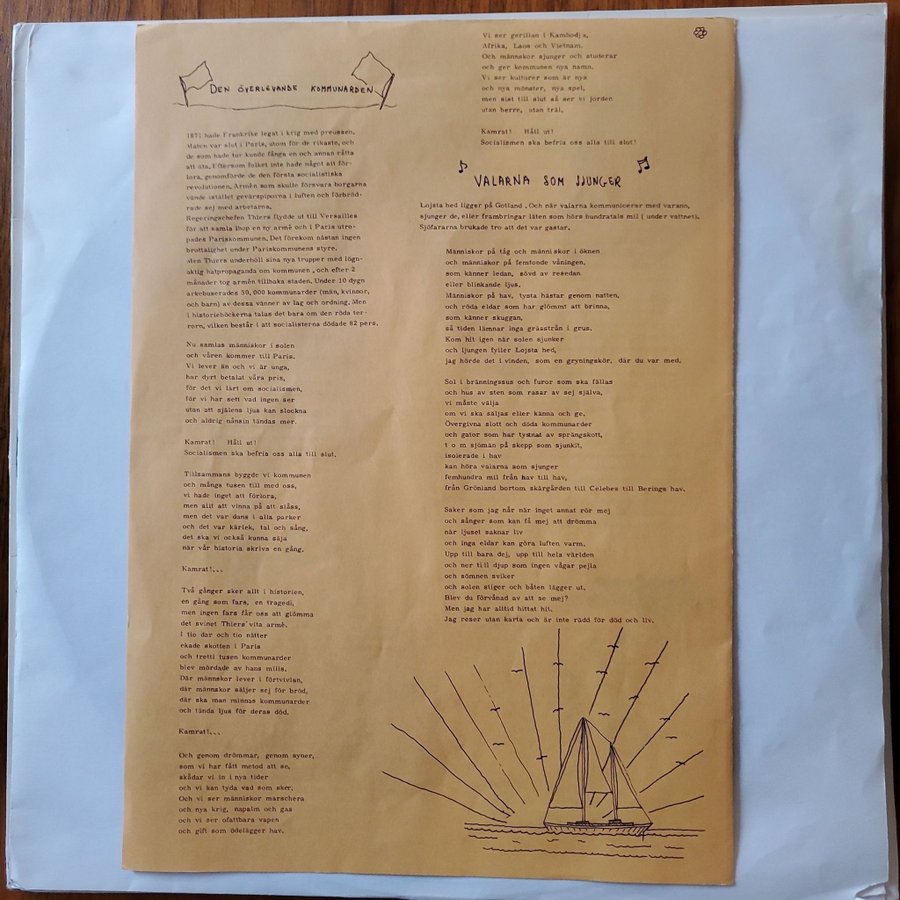 DEN ÖVERLEVANDE KOMMUNARDEN
1871 hade Frankrike legat i krig med preussen.
Maten var slut i Paris, utom för de rikaste, och
de som hade tur kunde fånga en och annan råtta
att äta. Eftersom folket inte hade något att för-
lora, genomförde de den första socialistiska
revolutionen. Armén som skulle försvara borgarna
vände istället gevärspiporna i luften och förbröd-
rade sej med arbetarna.
Regeringschefen Thiers flydde ut till Versailles
för att samla ihop en ny armé och i Paris utro-
pades Pariskommunen. Det förekom nästan ingen
brottslighet under Pariskommunens styre.
Men Thiers underhöll sina nya trupper med lögn-
aktig hatpropaganda om kommunen, och efter 2
månader tog armén tillbaka staden. Under 10 dygn
arkebuserades 30,000 kommunarder (män, kvinnor,
och barn) av dessa vänner av lag och ordning. Men
i historieböckerna talas det bara om den röda ter-
rorn, vilken består i att socialisterna dödade 82 pers.
Nu samlas människor i solen
och våren kommer till Paris.
Vi lever än och vi är unga,
har dyrt betalat våra pris,
för det vi lärt om socialismen,
för vi har sett vad ingen ser
utan att själens ljus kan slockna
och aldrig nånsin tändas mer.
Kamrat! Håll ut!
Socialismen ska befria oss alla till slut.
Tillsammans byggde vi kommunen
och många tusen till med oss,
vi hade inget att förlora,
men allt att vinna på att slåss,
men det var dans i alla parker
och det var kärlek, tal och sång,
det ska vi också kunna säja
när vår historia skrivs en gång.
Kamrat!...
Två gånger sker allt i historien,
en gång som fars, en tragedi,
men ingen fars får oss att glömma
det svinet Thiers' vita armé.
I tio dar och tio nätter
ekade skotten i Paris
och tretti tusen kommunarder
blev mördade av hans milis.
Där människor lever i förtvivlan,
där människor säljer sej för bröd,
där ska man minnas kommunarder
och tända ljus för deras död.
Kamrat!...
Och genom drömmar, genom syner,
som vi har fått metod att se,
skådar vi in i nya tider
och vi kan tyda vad som sker.
Och vi ser människor marschera
och nya krig, napalm och gas
och vi ser ofattbara vapen
och gift som ödelägger hav.
Vi ser gerillan i Kambodja,
Afrika, Laos och Vietnam.
Och människor sjunger och studerar
och ger kommunen nya namn.
Vi ser kulturer som är nya
och nya mönster, nya spel,
men sist till slut så ser vi jorden
utan herre, utan träl.
Kamrat! Håll ut!
Socialismen ska befria oss alla till slut!
VALARNA SOM SJUNGER
Lojsta hed ligger på Gotland. Och när valarna kommunicerar med varann,
sjunger de, eller frambringar läten som hörs hundratals mil (under vattnet).
Sjöfararna brukade tro att det var gastar.
Människor på tåg och människor i öknen
och människor på femtonde våningen,
som känner ledan, sövd av resedan
eller blinkande ljus.
Människor på hav, tysta hästar genom natten,
och röda eldar som har glömmt att brinna,
som känner skuggan,
så tiden lämnar inga grässtrån i grus.
Kom hit igen när solen sjunker
och ljungen fyller Lojsta hed,
jag hörde det i vinden, som en gryningskör, där du var med.
Sol i bränningssus och furor som ska fällas
och hus av sten som rasar av sej själva,
vi måste välja
om vi ska säljas eller känna och ge.
Övergivna slott och döda kommunarder
och gator som har tystnat av sprängskott,
t o m sjömän på skepp som sjunkit,
isolerade i hav
kan höra valarna som sjunger
femhundra mil från hav till hav,
från Grönland bortom skärgården till Celebes till Berings hav.
Saker som jag når när inget annat rör mej
och sånger som kan få mej att drömma
när ljuset saknar liv
och inga eldar kan göra luften varm.
Upp till bara dej, upp till hela världen
och ner till djup som ingen vågar pejla
och sömnen sviker
och solen stiger och båten lägger ut.
Blev du förvånad av att se mej?
Men jag har alltid hittat hit.
Jag reser utan karta och är inte rädd för död och liv.